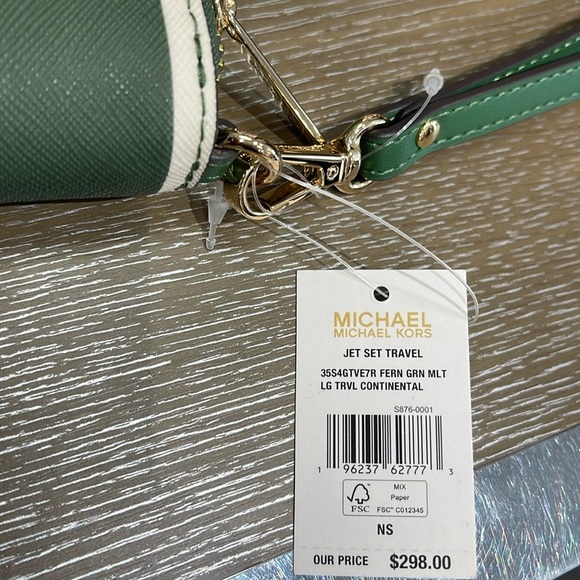 MICHAEL
MICHAEL KORS
JET SET TRAVEL
35S4GTVE7R FERN GRN MLT
LG TRVL CONTINENTAL
S876-0001
1 96237 62777 3
FSC
MIX
Paper
FSC™ C012345
NS
OUR PRICE $298.00